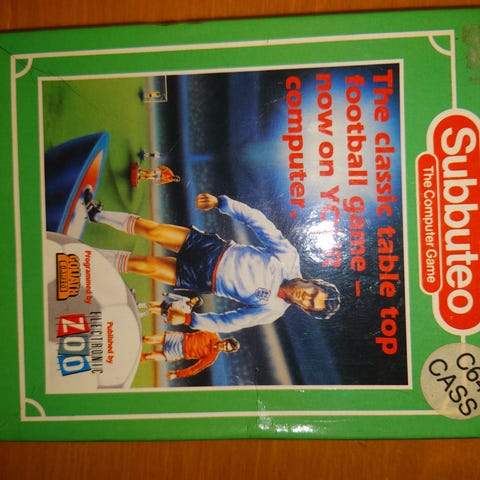 Subbuteo
The Computer Game
C64
CASS
The classic table top
football game —
now on
computer.
Programmed by
GOLDEN
Published by
ELECTRONIC
ZOO